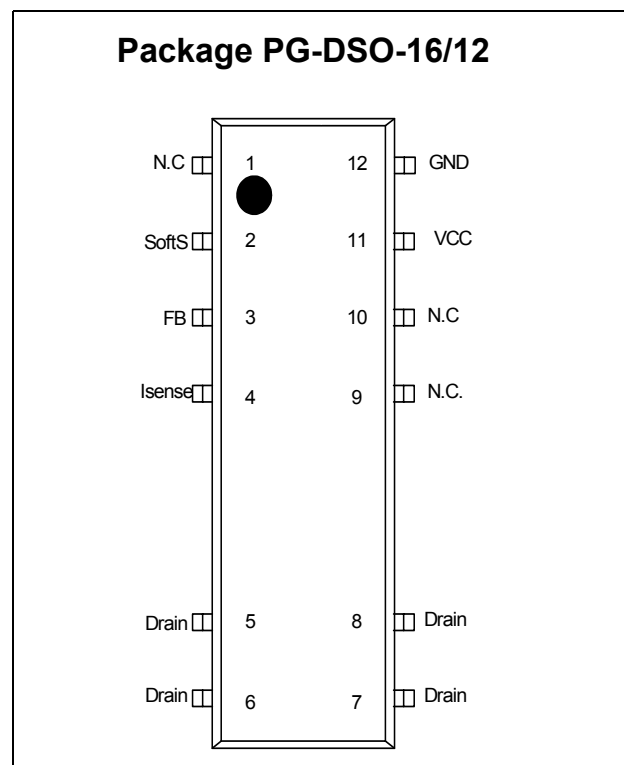 Package PG-DSO-16/12
N.C 1 12 GND
SoftS 2 11 VCC
FB 3 10 N.C
Isense 4 9 N.C.
Drain 5 8 Drain
Drain 6 7 Drain